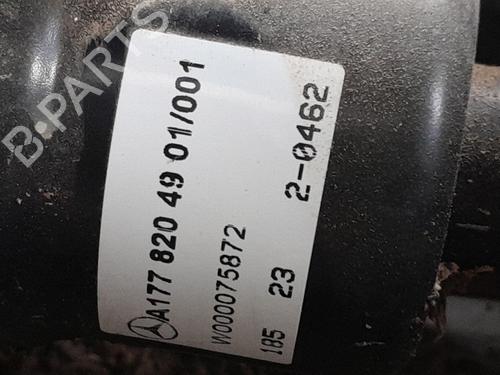 A177 820 49 01/001
W000075872
185 23 2-0462
B-PARTS